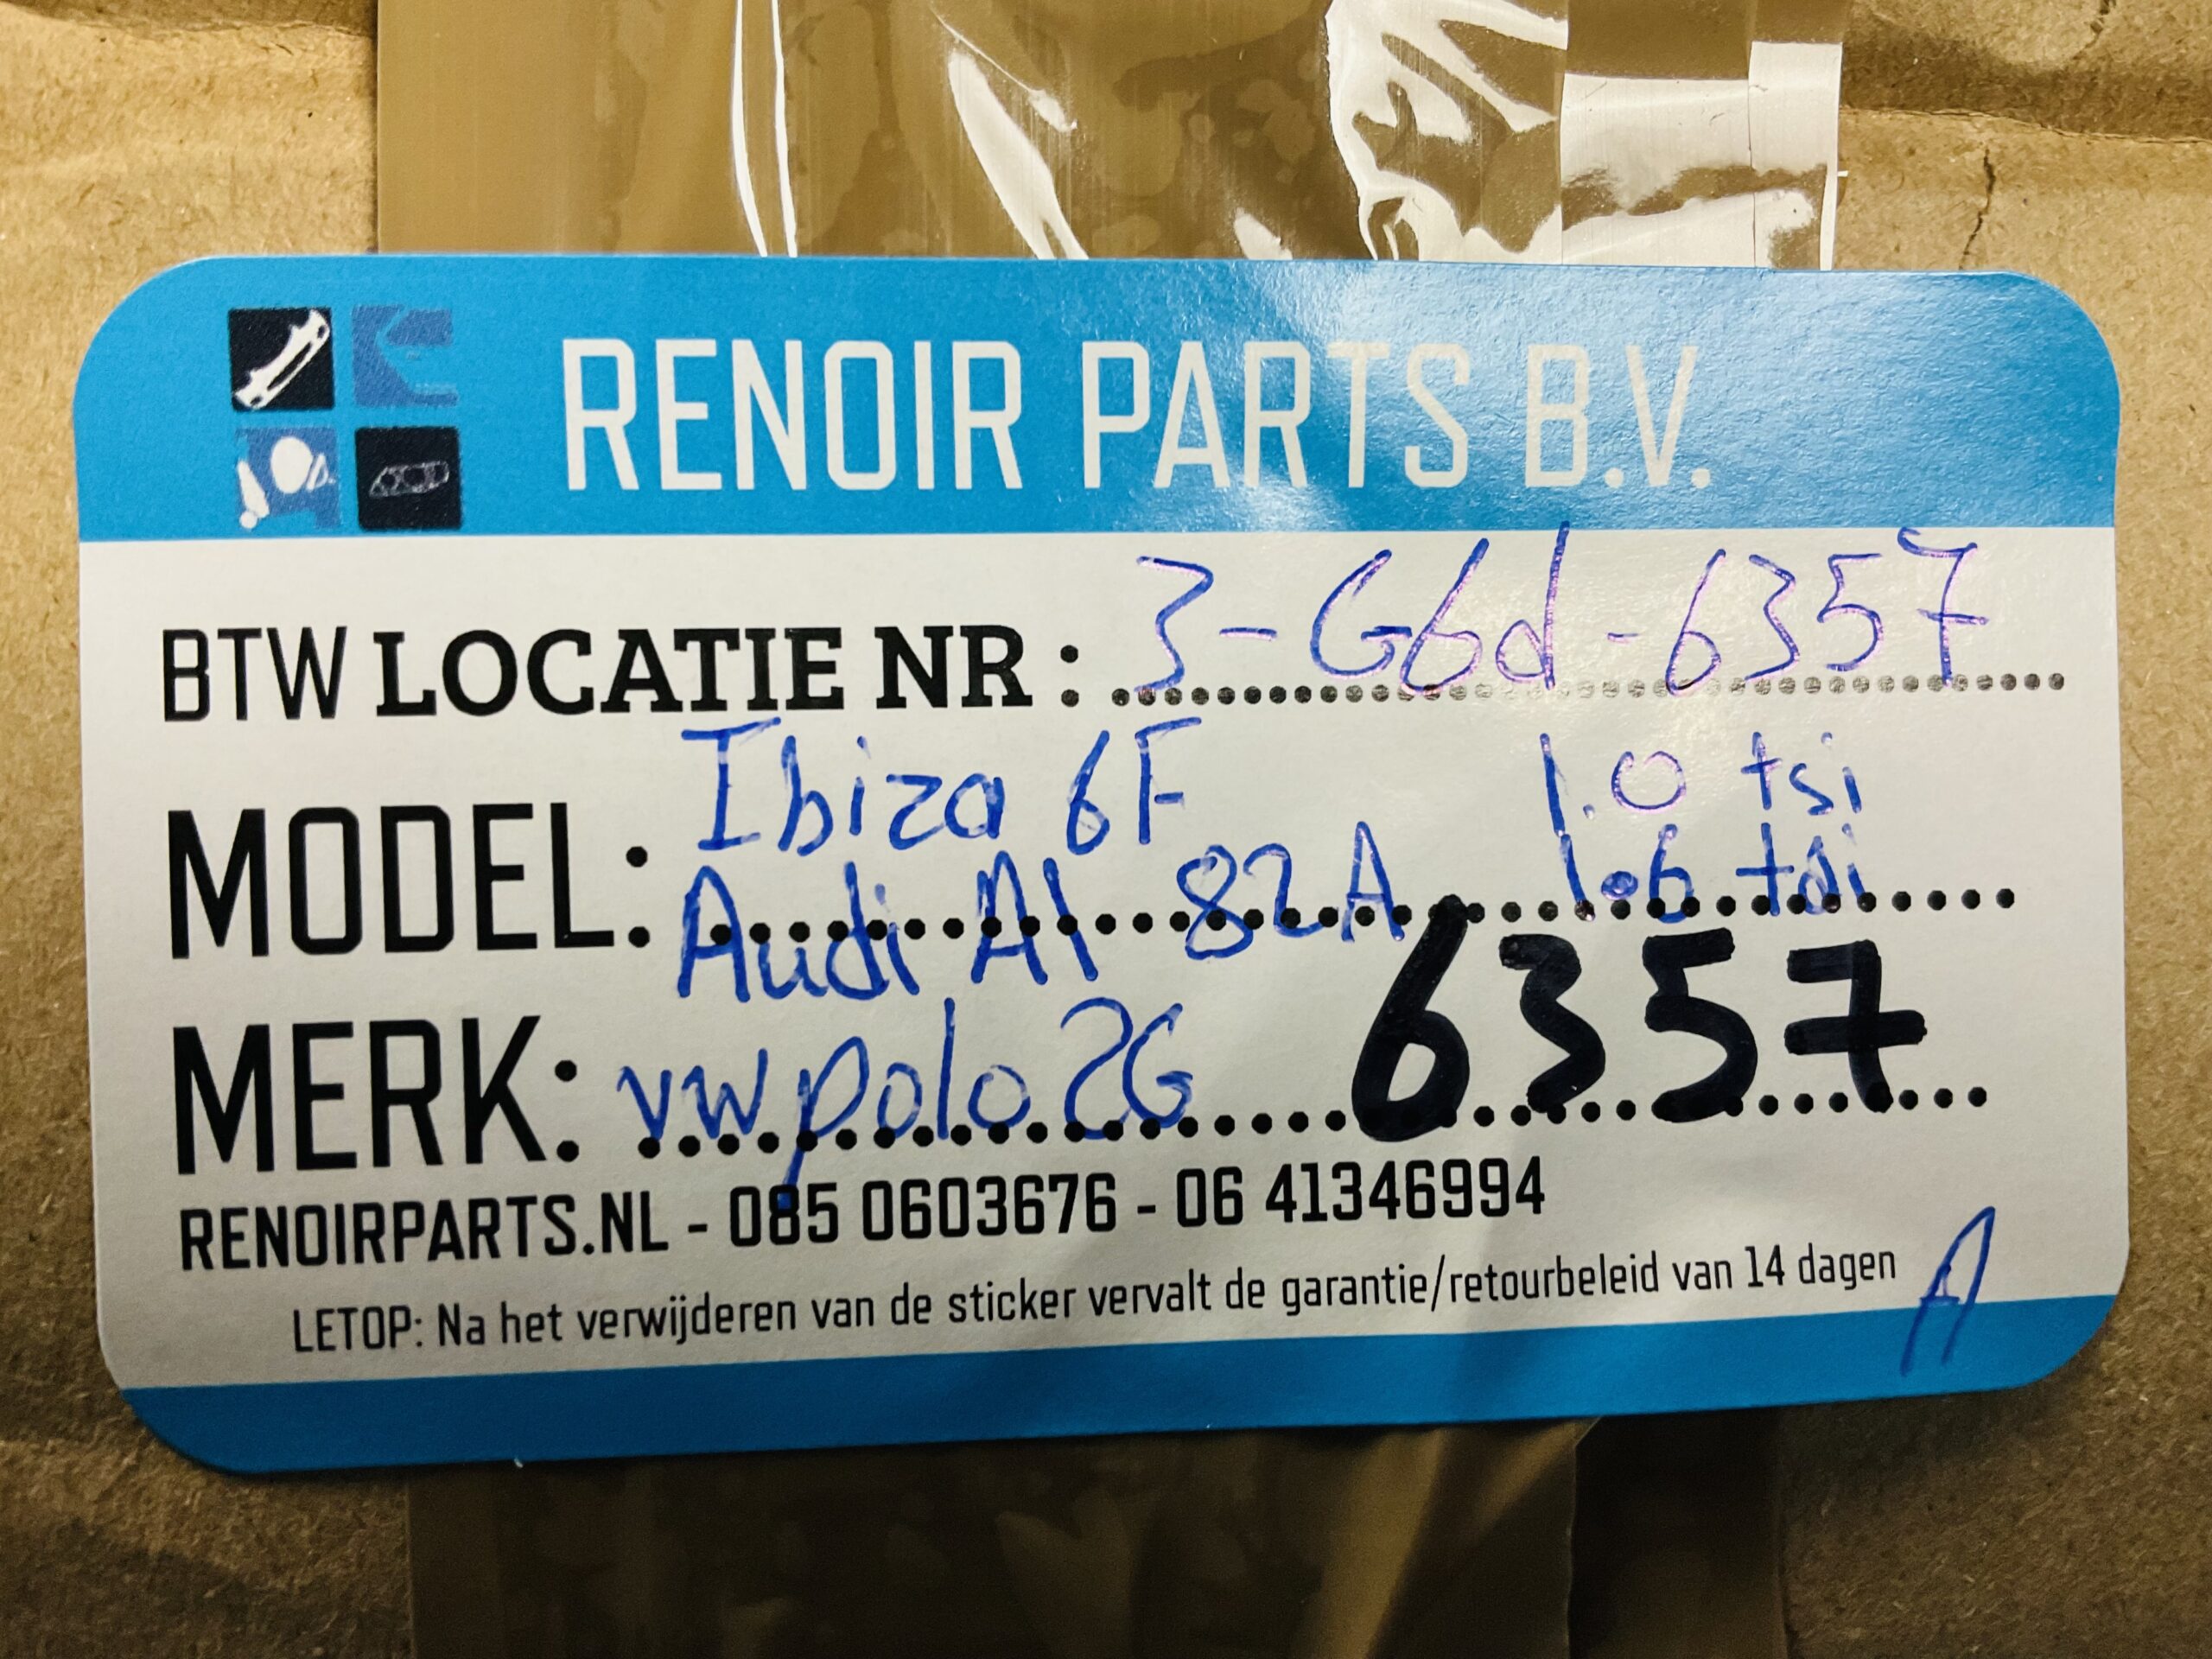 RENOIR PARTS B.V.
BTW LOCATIE NR : 3-G6d-6357
Ibiza 6F 1.0 tsi
MODEL: Audi A1 82A 1.6 tdi
MERK: vw polo 2G 6357
RENOIRPARTS.NL - 085 0603676 - 06 41346994
LETOP: Na het verwijderen van de sticker vervalt de garantie/retourbeleid van 14 dagen A